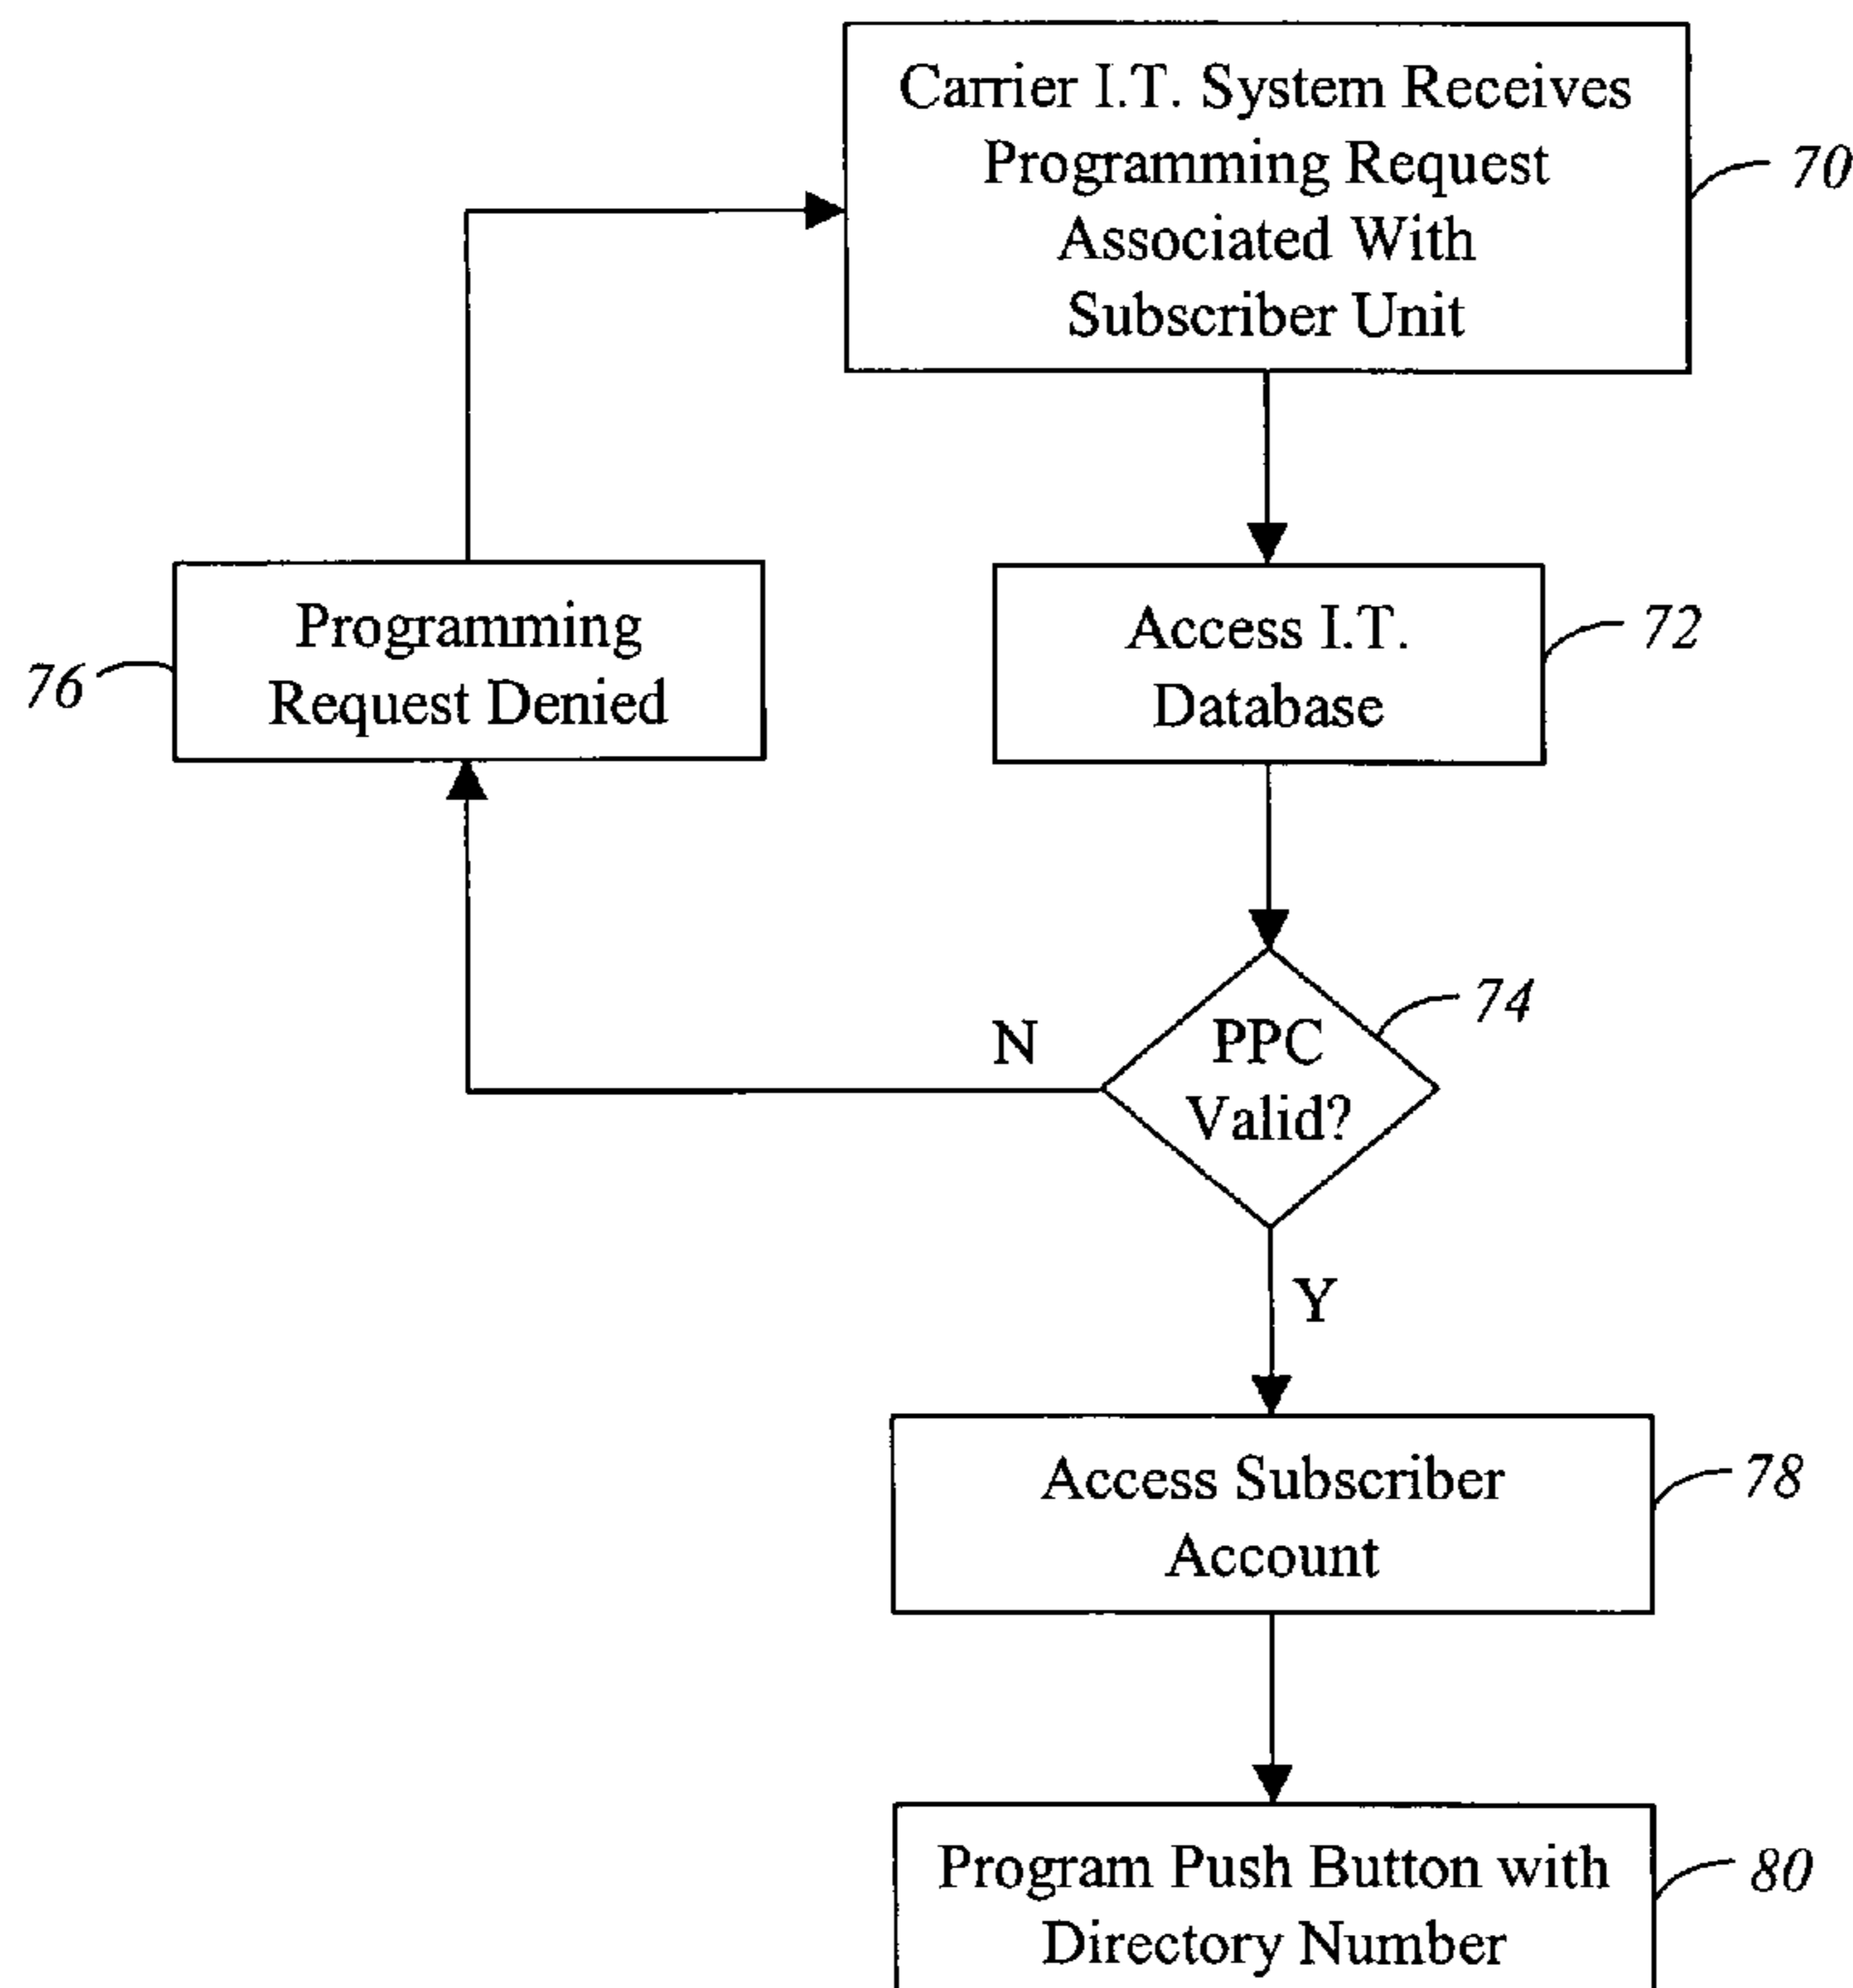 Carrier I.T. System Receives
Programming Request
Associated With
Subscriber Unit
70
Programming
Request Denied
76
Access I.T.
Database
72
PPC
Valid?
74
N
Y
Access Subscriber
Account
78
Program Push Button with
Directory Number
80